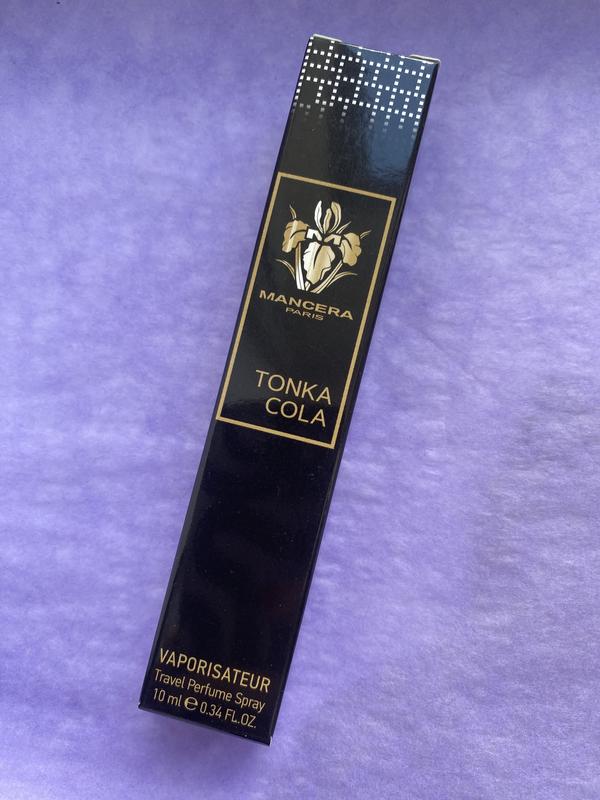 MANCERA
PARIS
TONKA
COLA
VAPORISATEUR
Travel Perfume Spray
10 ml ℮ 0.34 FL.OZ.